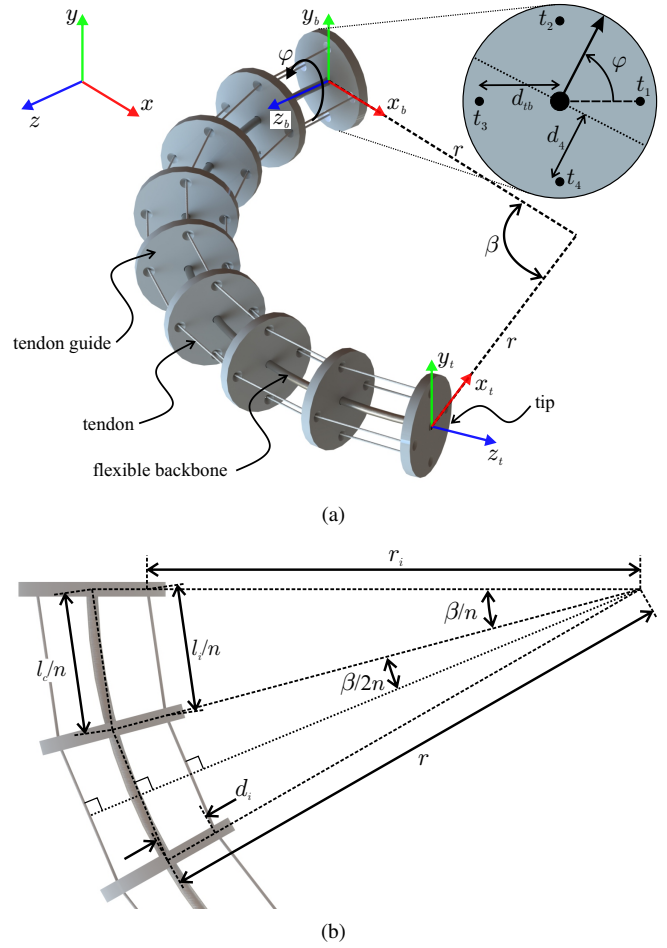 y
x
z
φ
y_b
x_b
z_b
t_2
φ
t_1
t_3
d_tb
d_4
t_4
r
β
r
tendon guide
tendon
flexible backbone
y_t
x_t
tip
z_t
(a)
r_i
β/n
l_c/n
l_i/n
β/2n
r
d_i
(b)